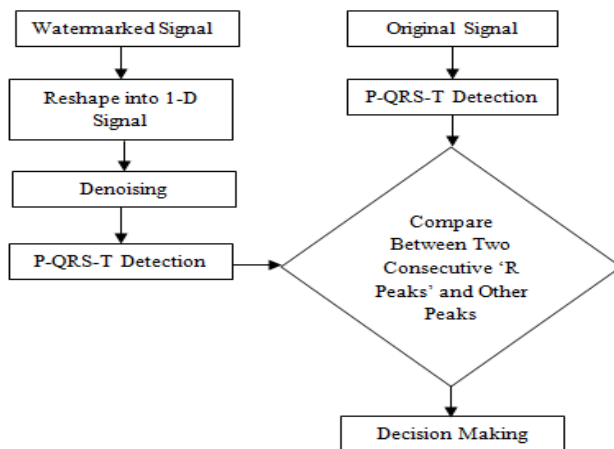 Watermarked Signal
Reshape into 1-D
Signal
Denoising
P-QRS-T Detection
Original Signal
P-QRS-T Detection
Compare
Between Two
Consecutive ‘R
Peaks’ and Other
Peaks
Decision Making